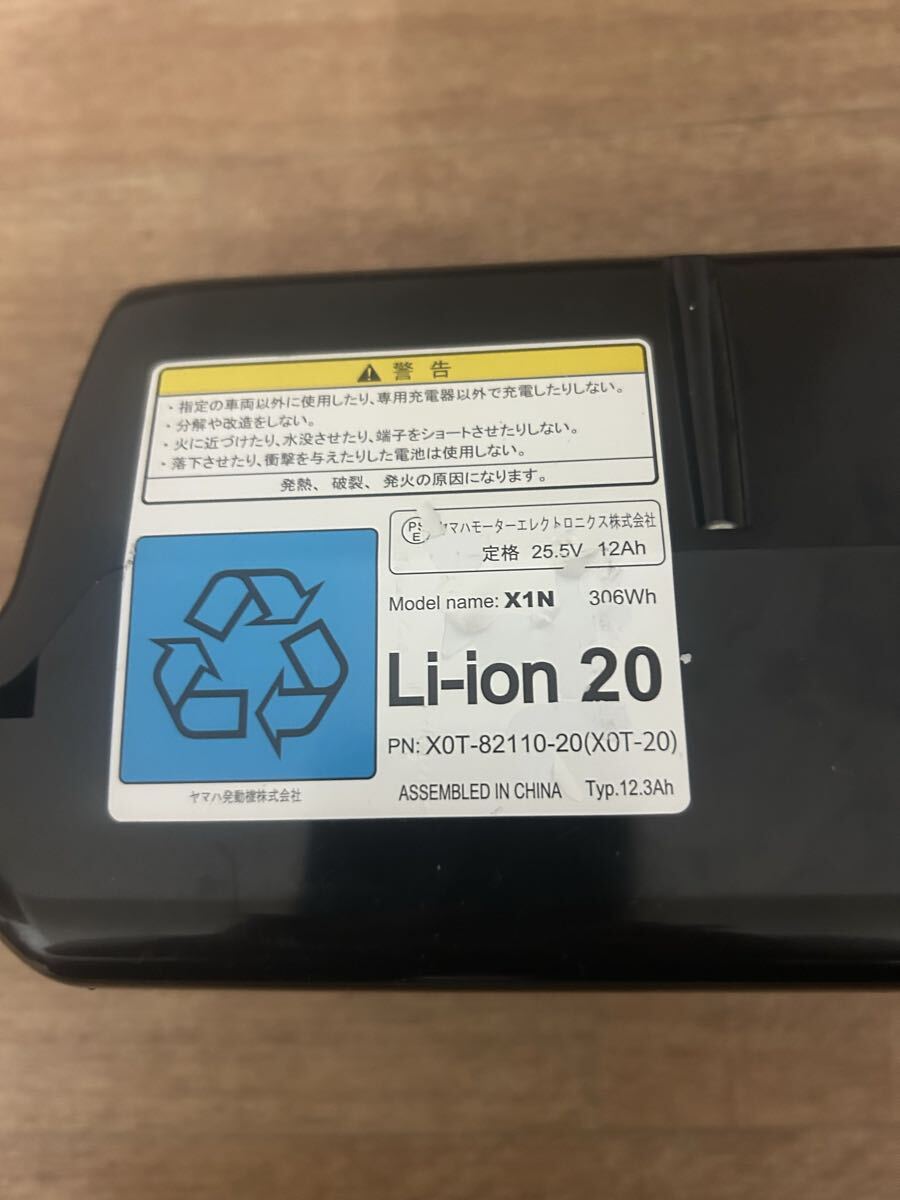 ⚠ 警告
・指定の車両以外に使用したり、専用充電器以外で充電したりしない。
・分解や改造をしない。
・火に近づけたり、水没させたり、端子をショートさせたりしない。
・落下させたり、衝撃を与えたりした電池は使用しない。
発熱、破裂、発火の原因になります。
PSE ヤマハモーターエレクトロニクス株式会社
定格 25.5V 12Ah
Model name: X1N 306Wh
Li-ion 20
PN: X0T-82110-20(X0T-20)
ヤマハ発動機株式会社
ASSEMBLED IN CHINA Typ.12.3Ah